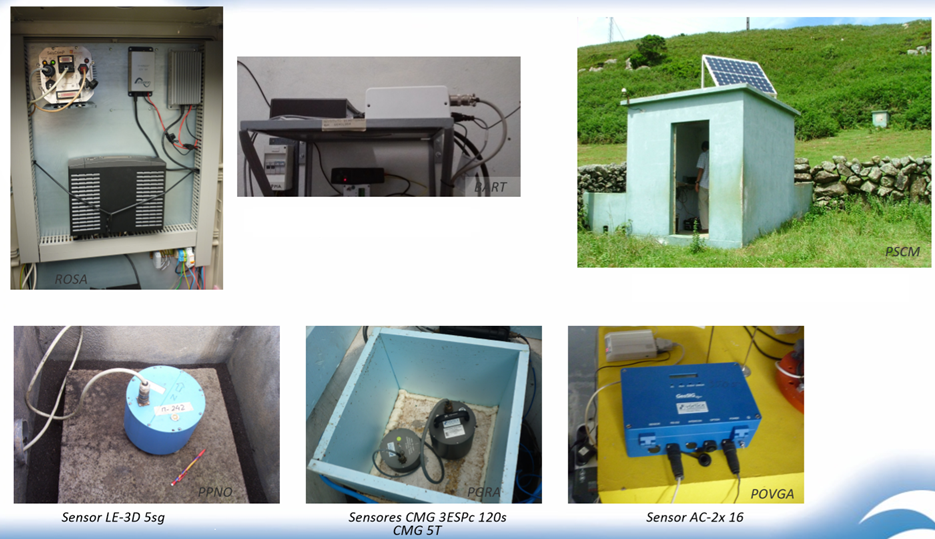 ROSA
BART
PSCM
PPNO
PGRA
GeoSIG
POVGA
Sensor LE-3D 5sg
Sensores CMG 3ESPc 120s
CMG 5T
Sensor AC-2x 16